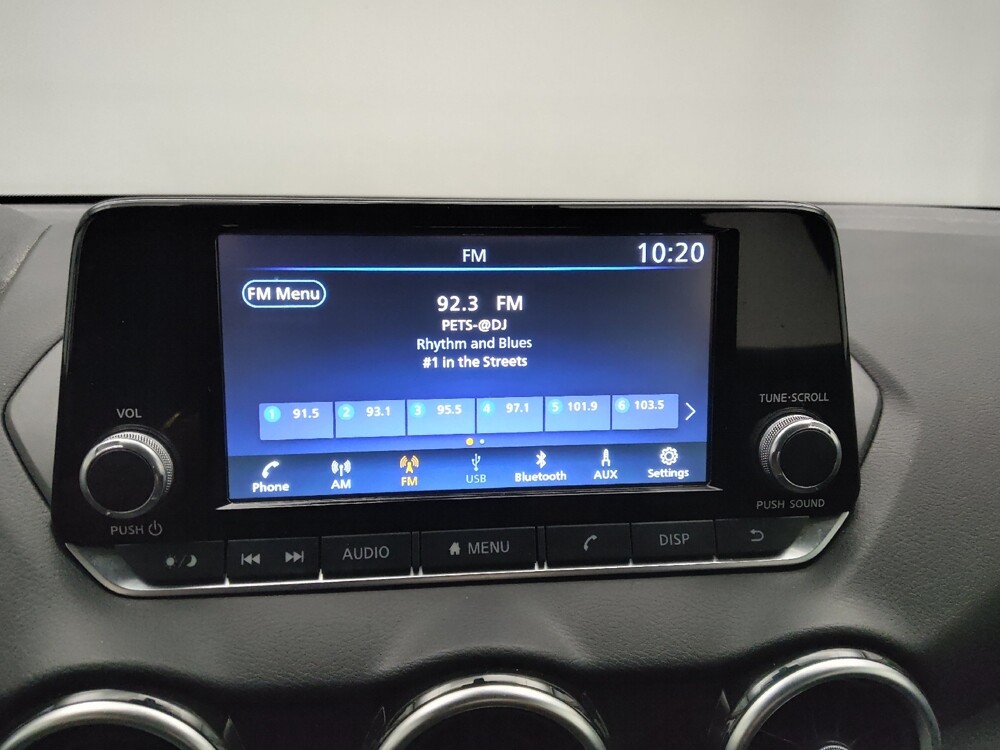 FM 10:20
FM Menu
92.3 FM
PETS-@DJ
Rhythm and Blues
#1 in the Streets
1 91.5 2 93.1 3 95.5 4 97.1 5 101.9 6 103.5
Phone AM FM USB Bluetooth AUX Settings
VOL
PUSH
TUNE·SCROLL
PUSH SOUND
AUDIO MENU DISP